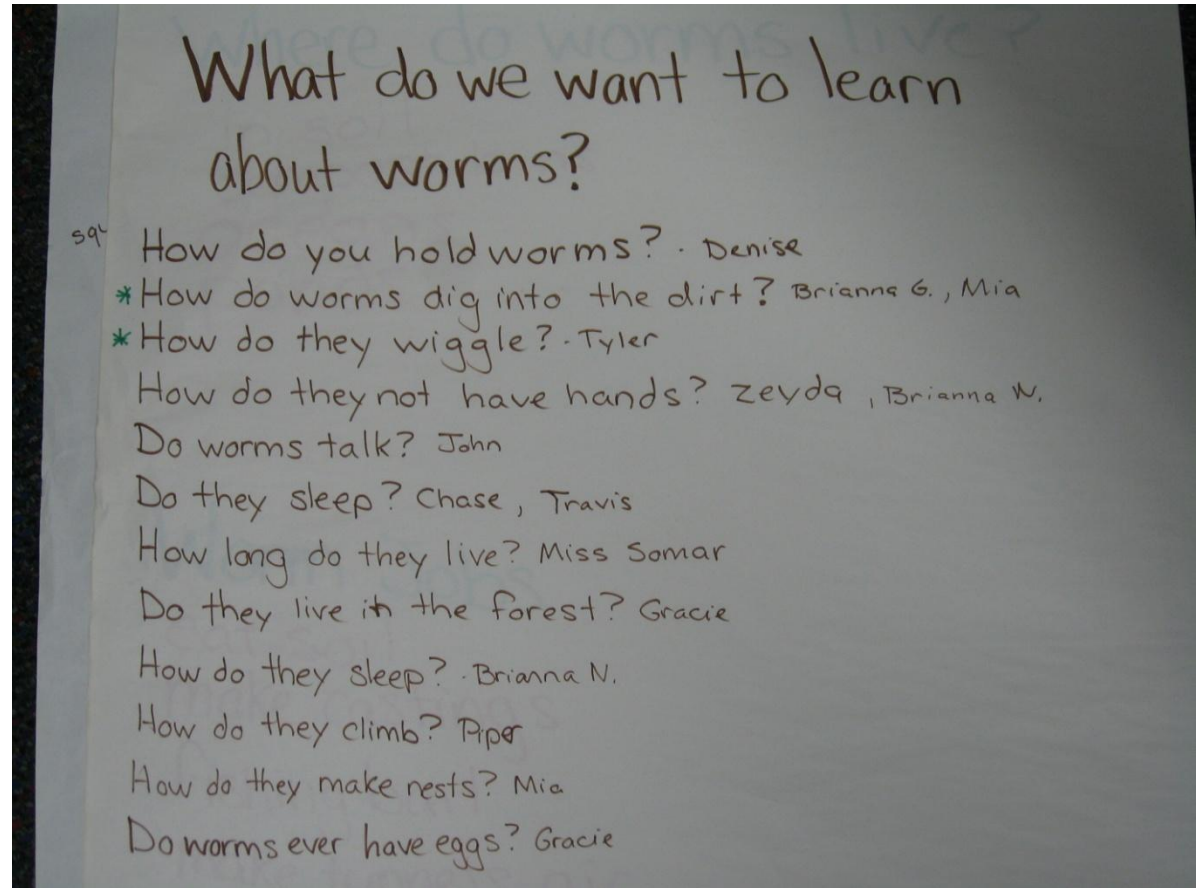 What do we want to learn
about worms?
How do you hold worms? - Denise
*How do worms dig into the dirt? Brianna G., Mia
*How do they wiggle? - Tyler
How do they not have hands? Zeyda, Brianna N.
Do worms talk? John
Do they sleep? Chase, Travis
How long do they live? Miss Somar
Do they live in the forest? Gracie
How do they sleep? - Brianna N.
How do they climb? Piper
How do they make nests? Mia
Do worms ever have eggs? Gracie